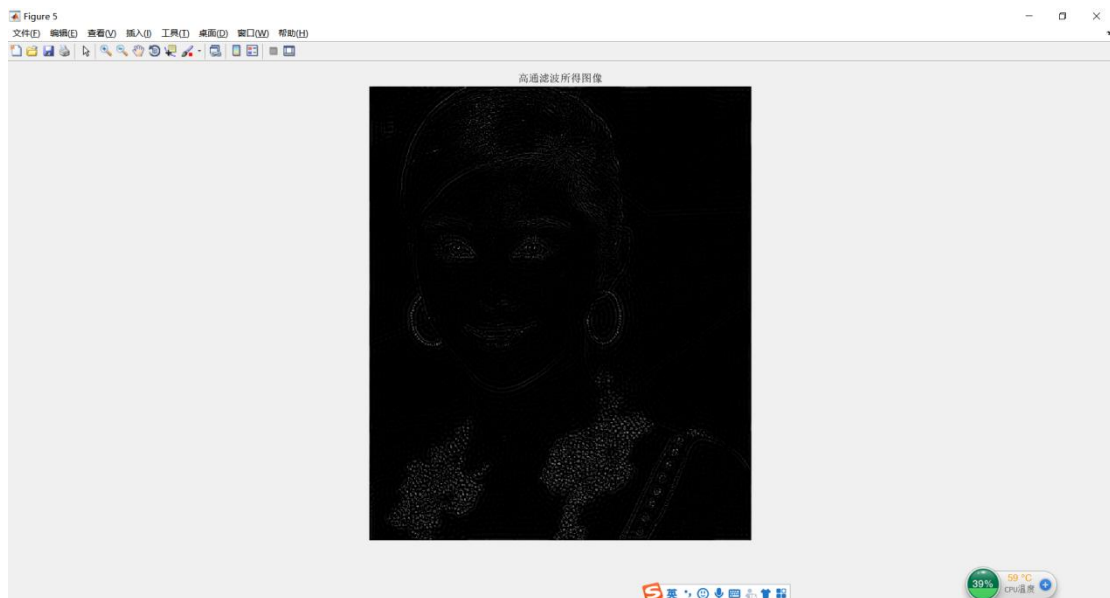 Figure 5
文件(F) 编辑(E) 查看(V) 插入(I) 工具(T) 桌面(D) 窗口(W) 帮助(H)
高通滤波所得图像
英
39%
59 °C
CPU温度